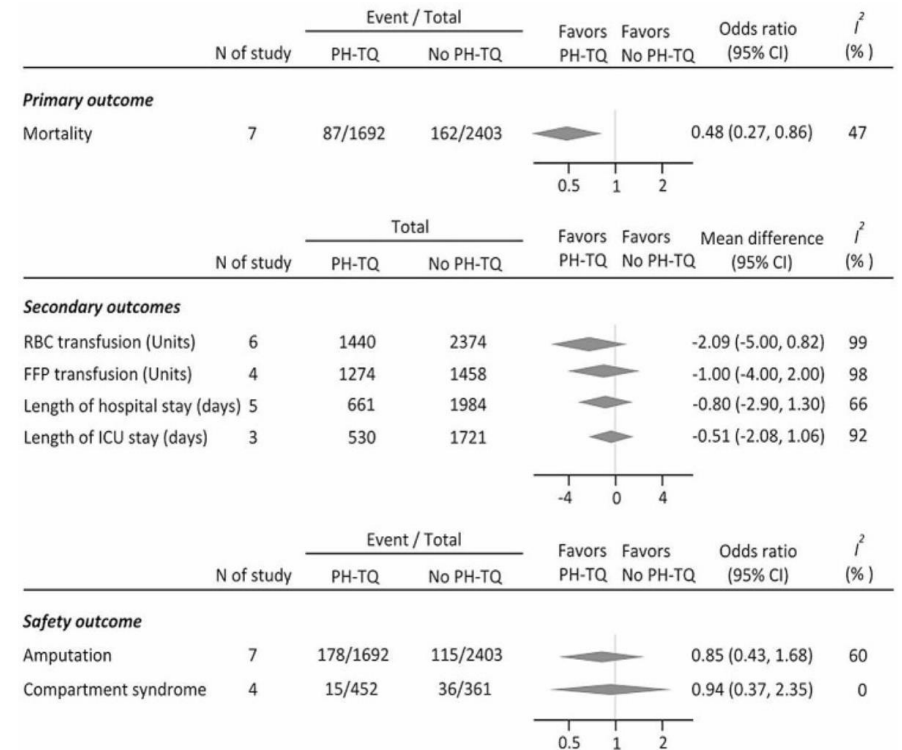 Event / Total Favors Favors Odds ratio I²
N of study PH-TQ No PH-TQ PH-TQ No PH-TQ (95% CI) (%)
Primary outcome
Mortality 7 87/1692 162/2403 0.48 (0.27, 0.86) 47
0.5 1 2
Total Favors Favors Mean difference I²
N of study PH-TQ No PH-TQ PH-TQ No PH-TQ (95% CI) (%)
Secondary outcomes
RBC transfusion (Units) 6 1440 2374 -2.09 (-5.00, 0.82) 99
FFP transfusion (Units) 4 1274 1458 -1.00 (-4.00, 2.00) 98
Length of hospital stay (days) 5 661 1984 -0.80 (-2.90, 1.30) 66
Length of ICU stay (days) 3 530 1721 -0.51 (-2.08, 1.06) 92
-4 0 4
Event / Total Favors Favors Odds ratio I²
N of study PH-TQ No PH-TQ PH-TQ No PH-TQ (95% CI) (%)
Safety outcome
Amputation 7 178/1692 115/2403 0.85 (0.43, 1.68) 60
Compartment syndrome 4 15/452 36/361 0.94 (0.37, 2.35) 0
0.5 1 2